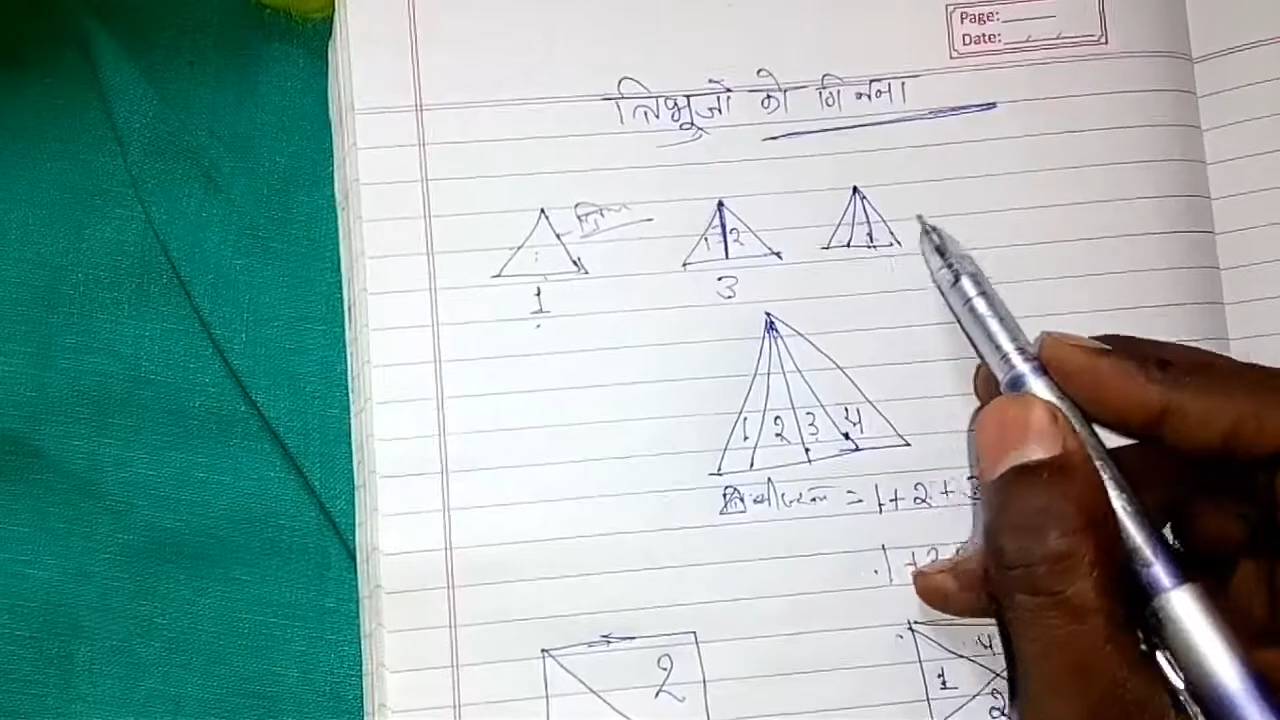 Page:
Date:
त्रिभुजों को गिनना
1 2
1
3
1 2 3 4
= 1 + 2 + 3
1 + 2
2
4
1
2